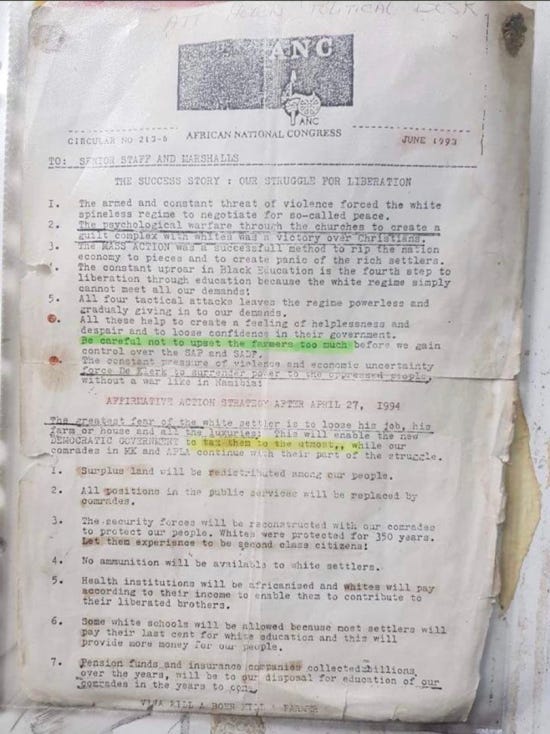 ATT HELEN POLITICAL DESK
ANC
ANC
AFRICAN NATIONAL CONGRESS
CIRCULAR NO 213-6
JUNE 1993
TO: SENIOR STAFF AND MARSHALLS
THE SUCCESS STORY : OUR STRUGGLE FOR LIBERATION
I. The armed and constant threat of violence forced the white
spineless regime to negotiate for so-called peace.
2. The psychological warfare through the churches to create a
guilt complex with whites was a victory over Christians.
3. The MASS ACTION was a successfull method to rip the nation
economy to pieces and to create panic of the rich settlers.
4. The constant uproar in Black Education is the fourth step to
liberation through education because the white regime simply
cannot meet all our demands!
5. All four tactical attacks leaves the regime powerless and
gradualy giving in to our demands.
All these help to create a feeling of helplessness and
despair and to loose confidence in their government.
Be careful not to upset the farmers too much before we gain
control over the SAP and SADF.
The constant pressure of violence and economic uncertainty
force De Klerk to surrender power to the oppressed people,
without a war like in Namibia!
AFFIRMATIVE ACTION STRATEGY AFTER APRIL 27, 1994
The greatest fear of the white settler is to loose his job, his
farm or house and all the luxuries! This will enable the new
DEMOCRATIC GOVERNMENT to tax them to the utmost,, while our
comrades in MK and APLA continue with their part of the struggle.
1. Surplus land will be redictributed among our people.
2. All positions in the public services will be replaced by
comrades.
3. The security forces will be reconstructed with our comrades
to protect our people. Whites were protected for 350 years.
Let them experience to be second class citizens!
4. No ammunition will be available to white settlers.
5. Health institutions will be africanised and whites will pay
according to their income to enable them to contribute to
their liberated brothers.
6. Some white schools will be allowed because most settlers will
pay their last cent for white education and this will
provide more money for our people.
7. Pension funds and insurance companies collected billions
over the years, will be to our disposal for education of our
comrades in the years to come.
VIVA KILL A BOER KILL A FARMER